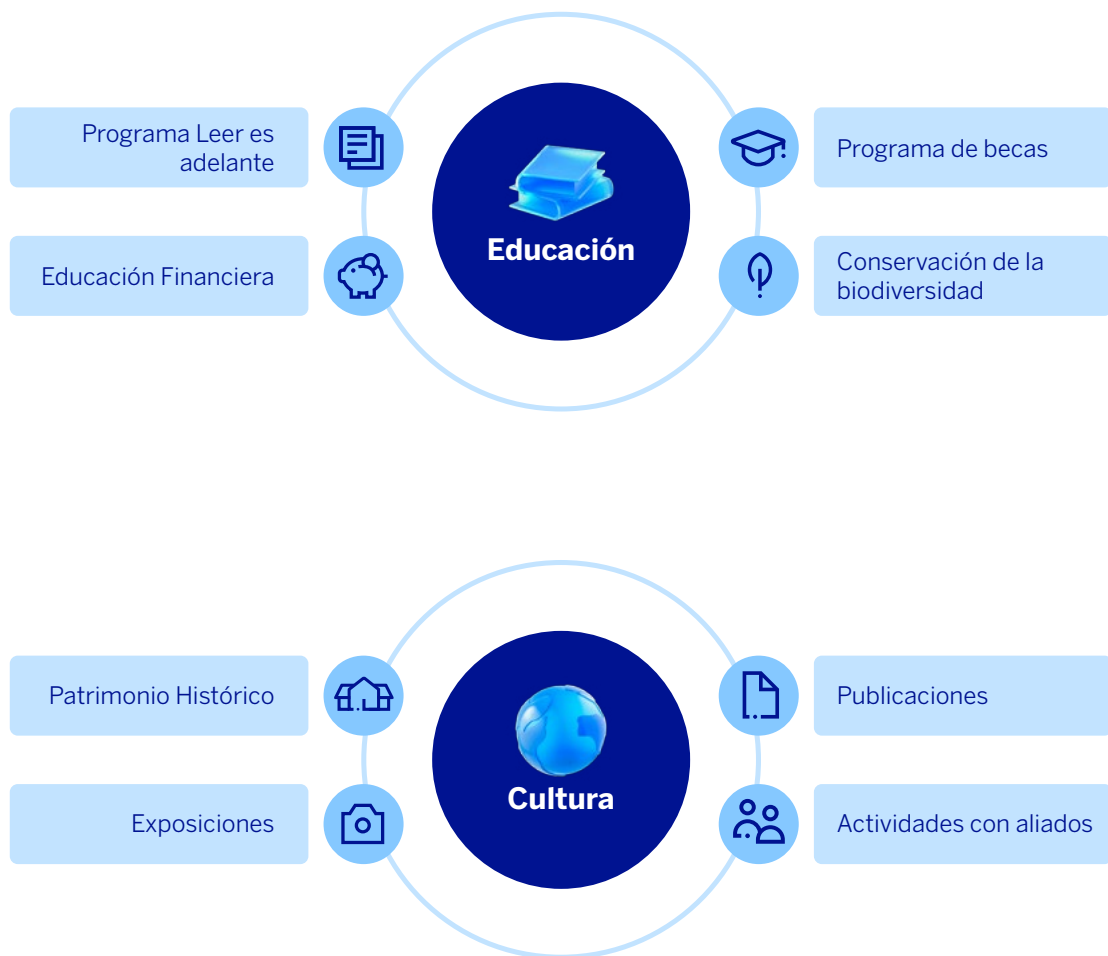 Programa Leer es
adelante
Programa de becas
Educación
Educación Financiera
Conservación de la
biodiversidad
Patrimonio Histórico
Publicaciones
Cultura
Exposiciones
Actividades con aliados